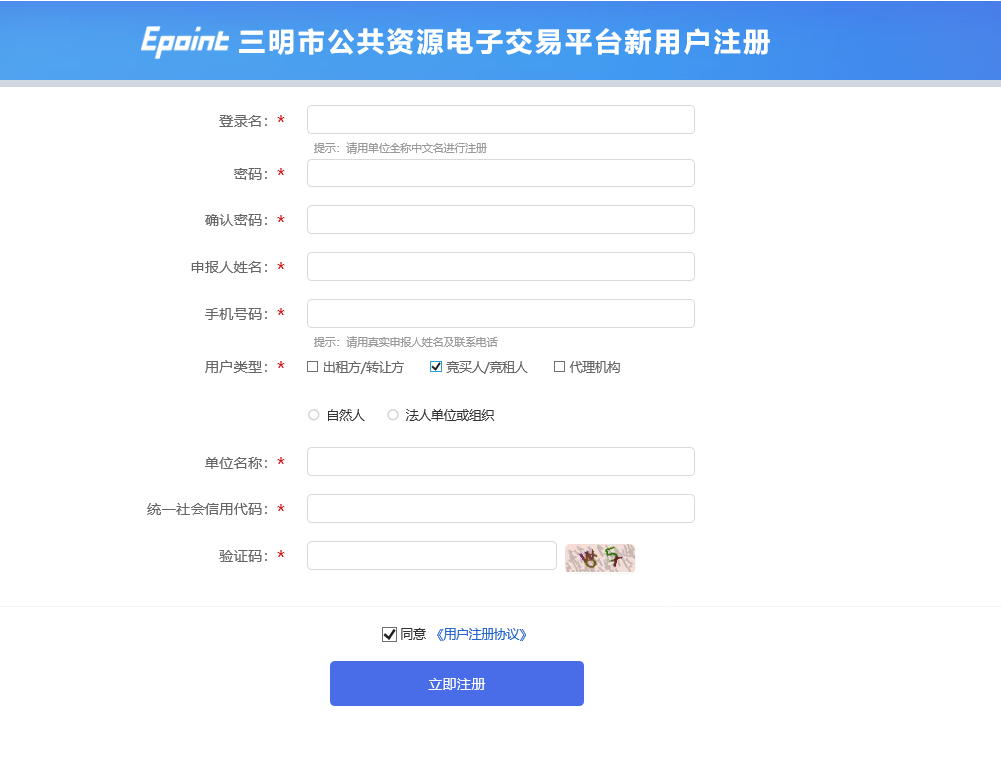 Epoint 三明市公共资源电子交易平台新用户注册
登录名：*
提示：请用单位全称中文名进行注册
密码：*
确认密码：*
申报人姓名：*
手机号码：*
提示：请用真实申报人姓名及联系电话
用户类型：* 出租方/转让方 竞买人/竞租人 代理机构
自然人 法人单位或组织
单位名称：*
统一社会信用代码：*
验证码：*
同意 《用户注册协议》
立即注册